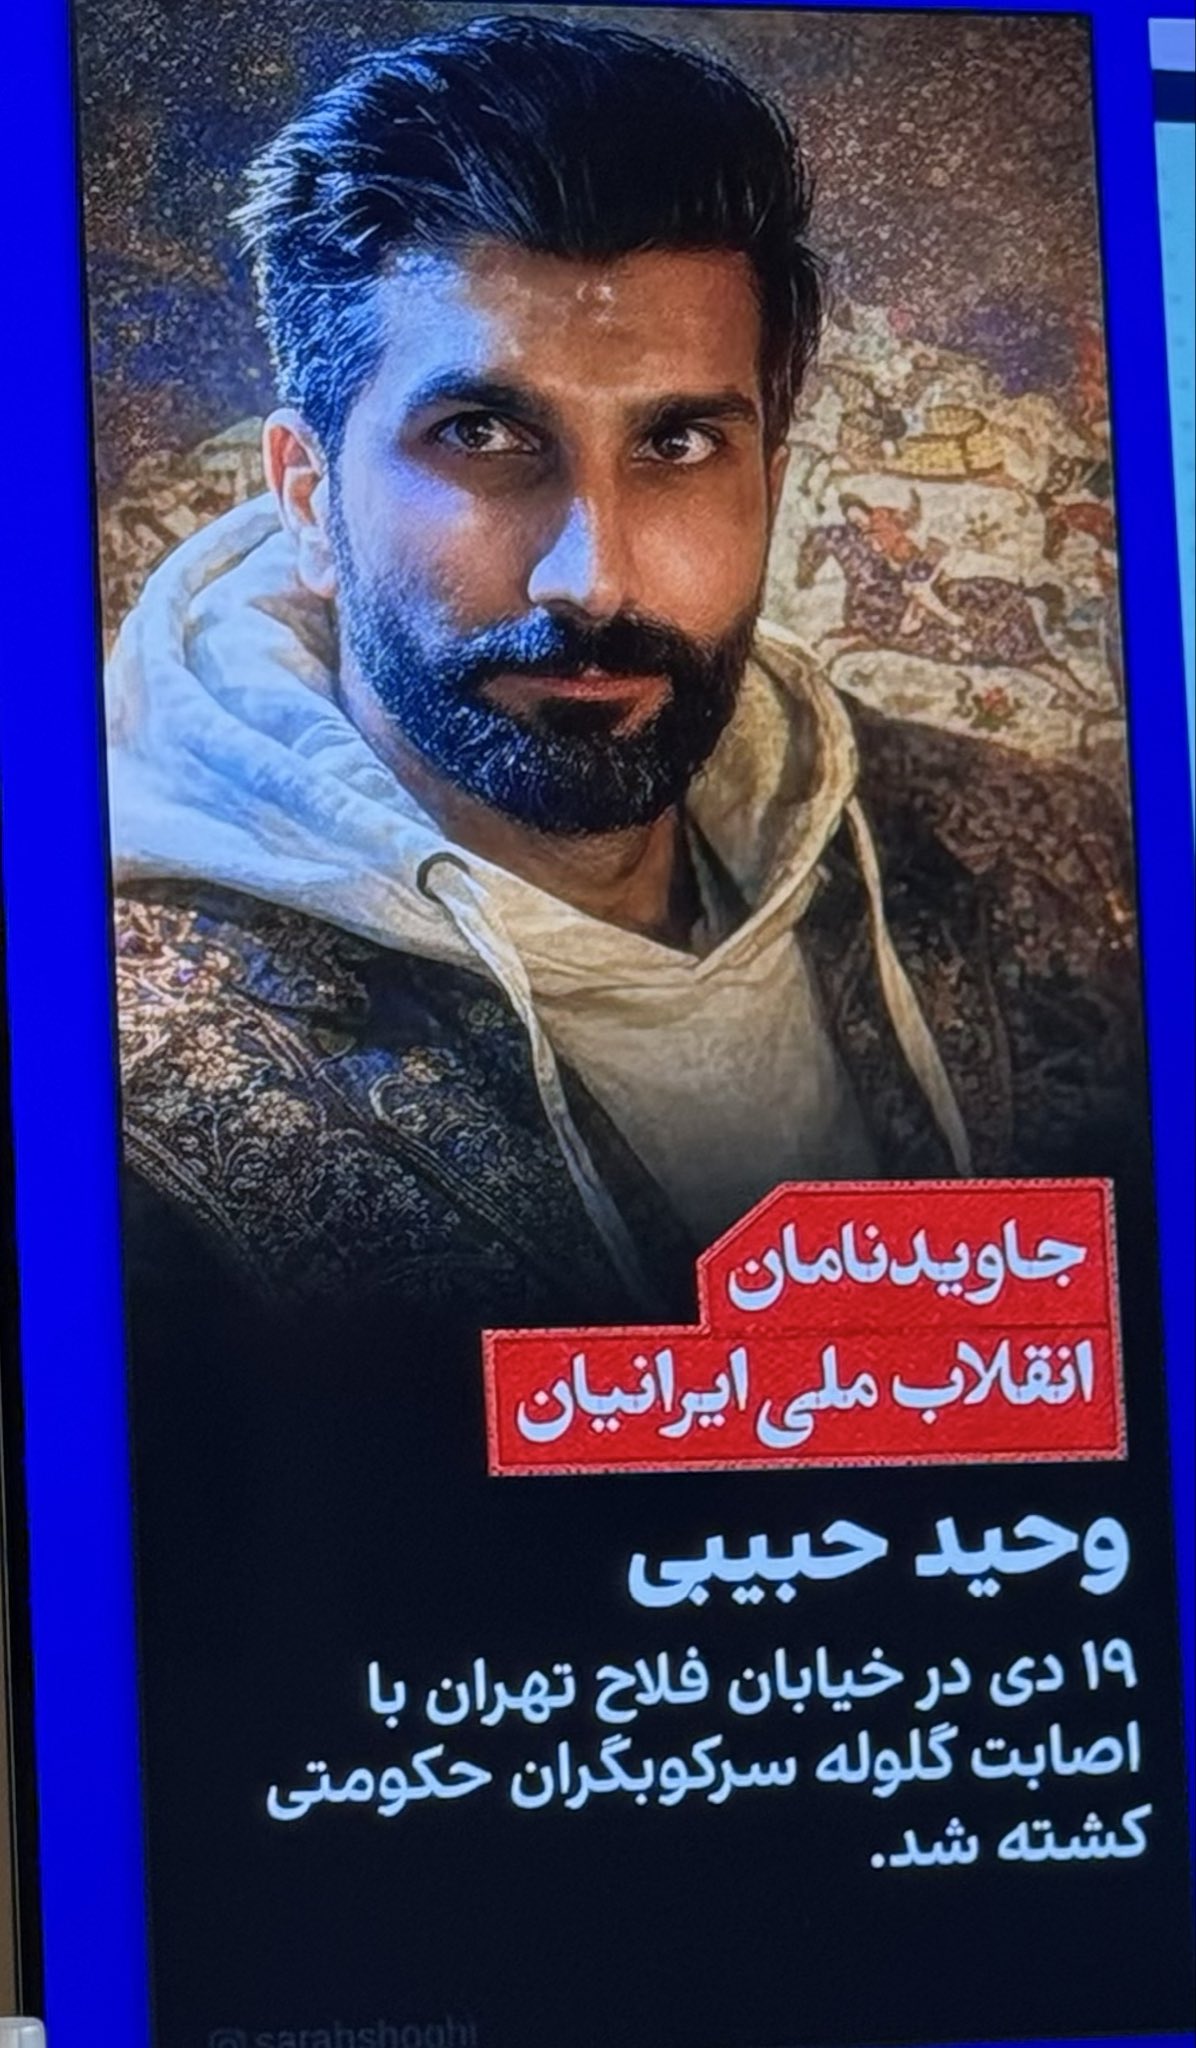 جاویدنامان
انقلاب ملی ایرانیان
وحید حبیبی
۱۹ دی در خیابان فلاح تهران با
اصابت گلوله سرکوبگران حکومتی
کشته شد.
@sarahshoghi